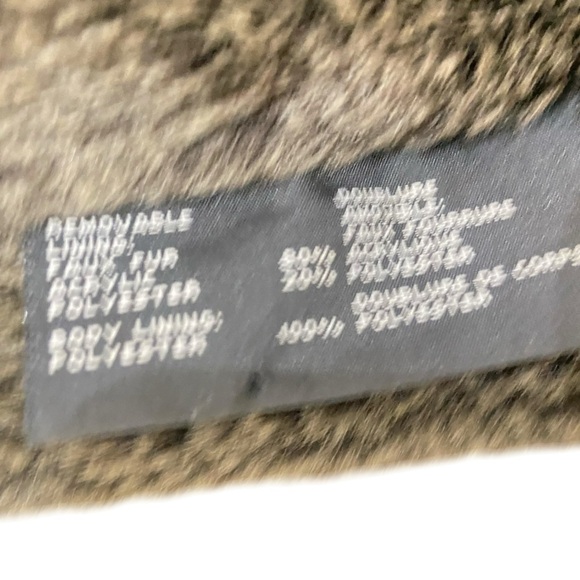 REMOVABLE
LINING:
FAUX FUR
ACRYLIC 80%
POLYESTER 20%
BODY LINING:
POLYESTER 100%
DOUBLURE
AMOVIBLE:
FAUX FOURRURE
ACRYLIQUE
POLYESTER
DOUBLURE DE CORPS
POLYESTER